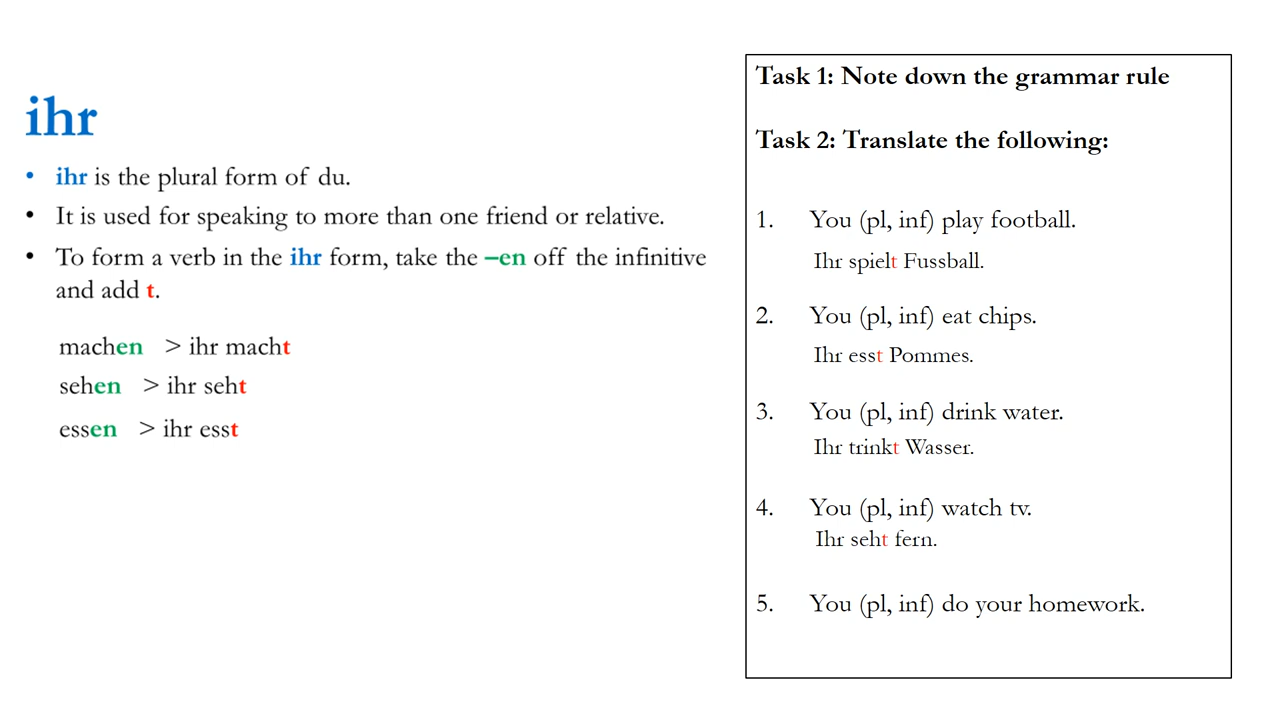 ihr
• ihr is the plural form of du.
• It is used for speaking to more than one friend or relative.
• To form a verb in the ihr form, take the –en off the infinitive
and add t.
machen > ihr macht
sehen > ihr seht
essen > ihr esst
Task 1: Note down the grammar rule
Task 2: Translate the following:
1. You (pl, inf) play football.
Ihr spielt Fussball.
2. You (pl, inf) eat chips.
Ihr esst Pommes.
3. You (pl, inf) drink water.
Ihr trinkt Wasser.
4. You (pl, inf) watch tv.
Ihr seht fern.
5. You (pl, inf) do your homework.